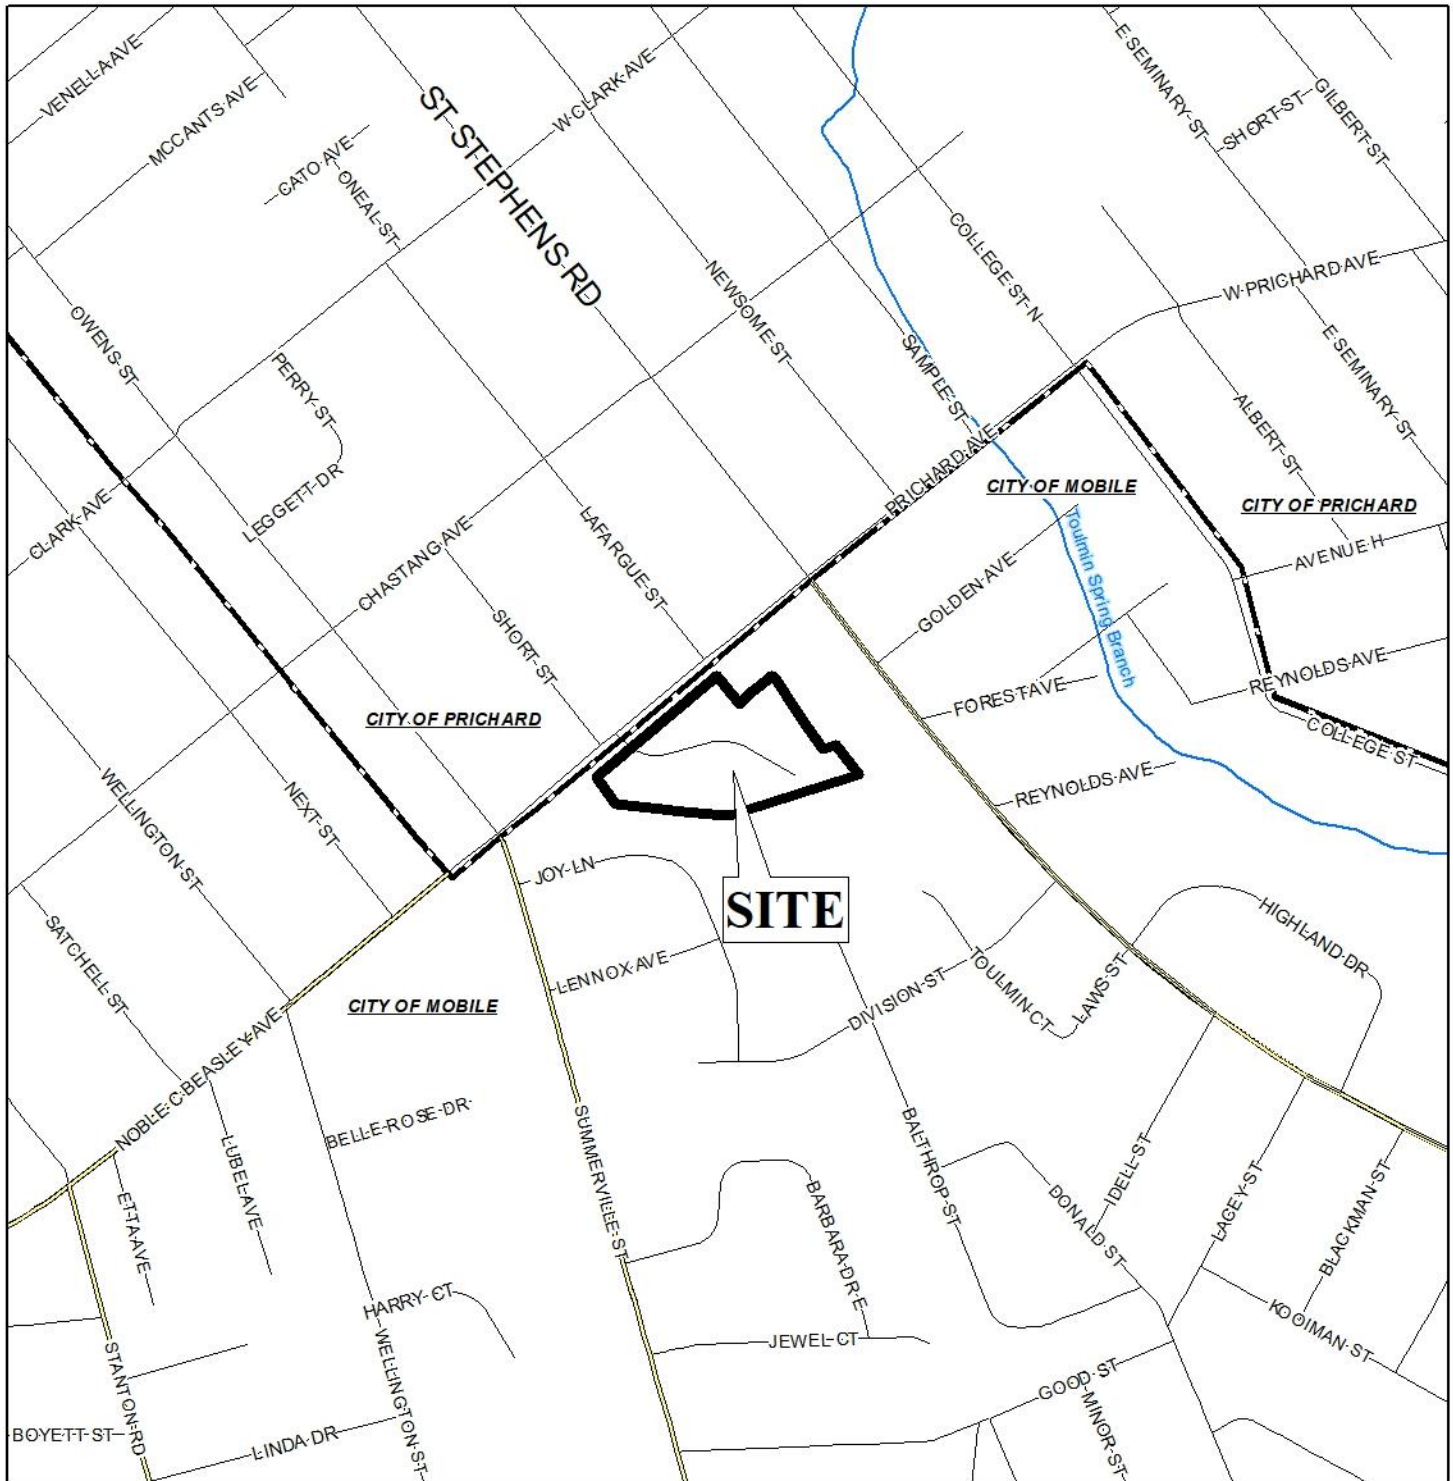 VENELLA AVE
MCCANTS AVE
CATO AVE
ONEAL ST
ST STEPHENS RD
W CLARK AVE
E SEMINARY ST
SHORT ST
GILBERT ST
COLLEGE ST N
W PRICHARD AVE
OWENS ST
PERRY ST
NEWSOME ST
SAMPLE ST
E SEMINARY ST
ALBERT ST
LEGGETT DR
CLARK AVE
CHASTANG AVE
LAFARGUE ST
PRICHARD AVE
CITY OF MOBILE
CITY OF PRICHARD
Toulmin Spring Branch
AVENUE H
GOLDEN AVE
SHORT ST
FOREST AVE
REYNOLDS AVE
CITY OF PRICHARD
COLLEGE ST
WELLINGTON ST
NEXT ST
REYNOLDS AVE
JOY LN
SITE
HIGHLAND DR
SATCHELL ST
LENNOX AVE
DIVISION ST
TOULMIN CT
LAWS ST
CITY OF MOBILE
NOBLE C BEASLEY AVE
BELLE ROSE DR
LUBEL AVE
ETTA AVE
SUMMERVILLE ST
BALTHROP ST
BARBARA DR E
DONALD ST
IDELL ST
LACEY ST
BLACKMAN ST
HARRY CT
JEWEL CT
KOOIMAN ST
STANTON RD
WELLINGTON ST
GOOD ST
MINOR ST
BOYETT ST
LINDA DR